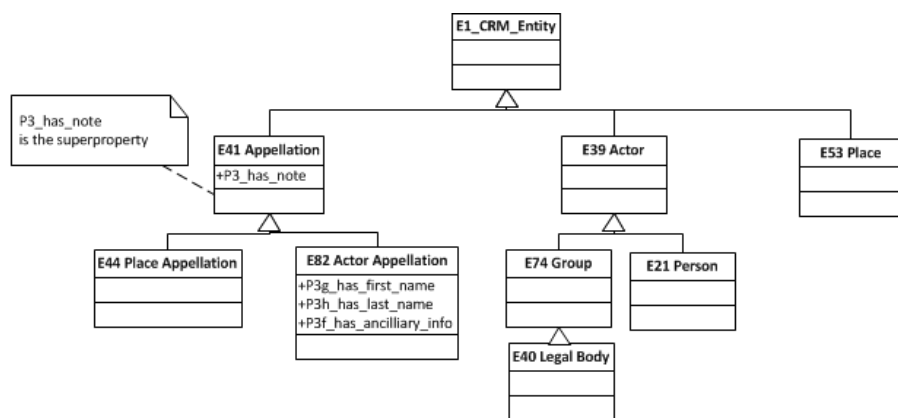 E1_CRM_Entity
P3_has_note
is the superproperty
E41 Appellation
+P3_has_note
E39 Actor
E53 Place
E44 Place Appellation
E82 Actor Appellation
+P3g_has_first_name
+P3h_has_last_name
+P3f_has_ancilliary_info
E74 Group
E21 Person
E40 Legal Body